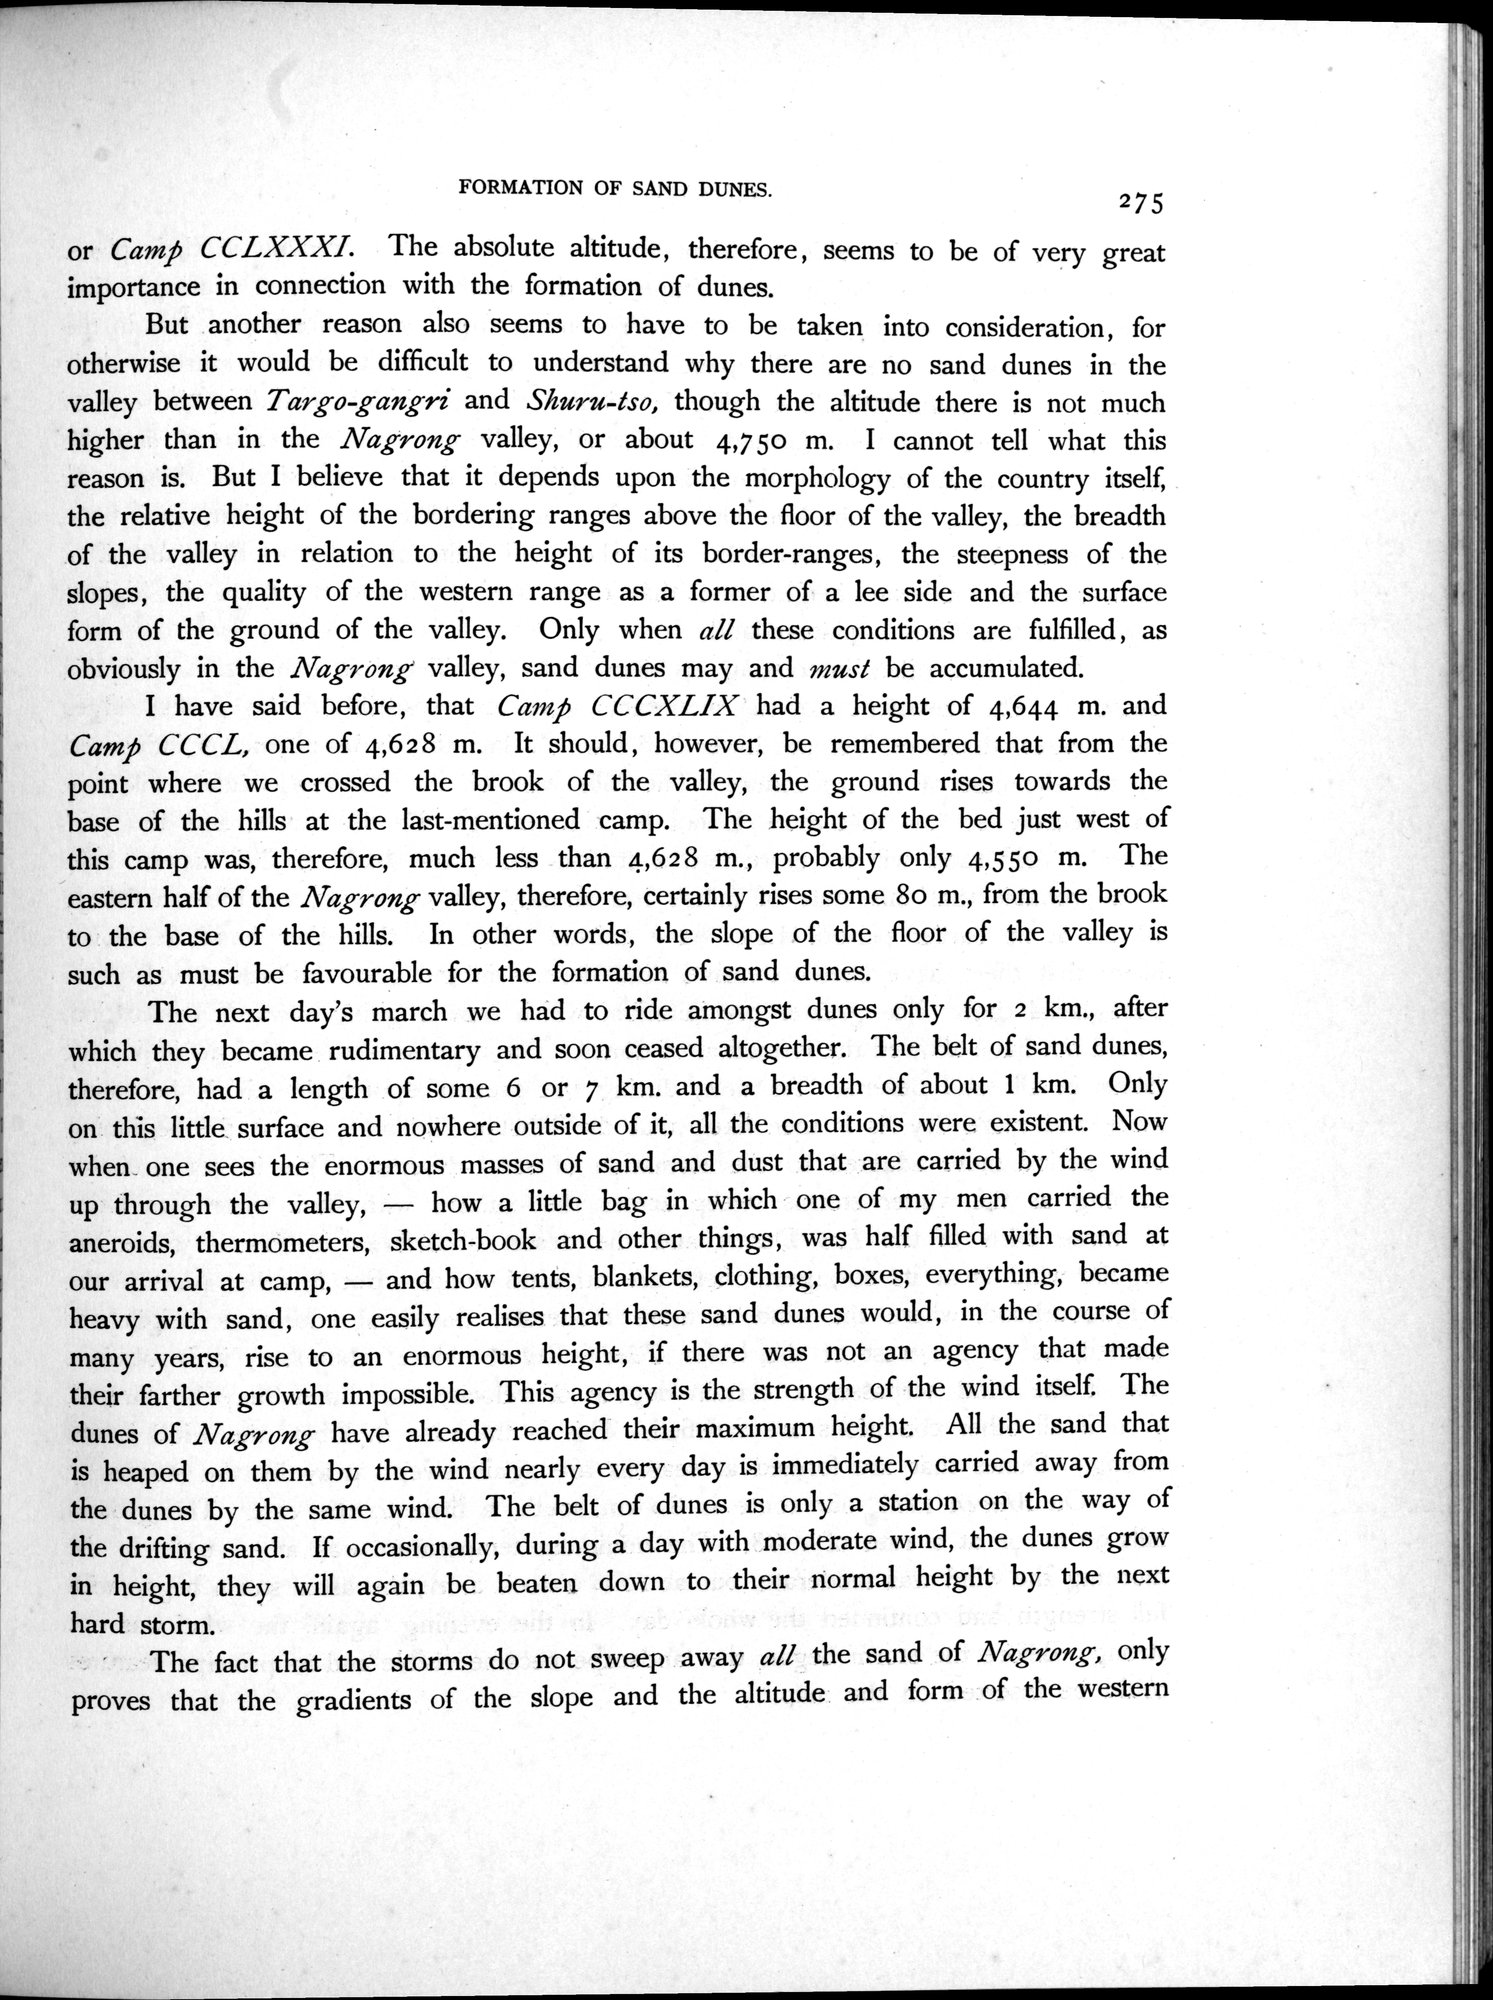 FORMATION OF SAND DUNES.
275
or Camp CCLXXXI. The absolute altitude, therefore, seems to be of very great
importance in connection with the formation of dunes.
But another reason also seems to have to be taken into consideration, for
otherwise it would be difficult to understand why there are no sand dunes in the
valley between Targo-gangri and Shuru-tso, though the altitude there is not much
higher than in the Nagrong valley, or about 4,750 m. I cannot tell what this
reason is. But I believe that it depends upon the morphology of the country itself,
the relative height of the bordering ranges above the floor of the valley, the breadth
of the valley in relation to the height of its border-ranges, the steepness of the
slopes, the quality of the western range as a former of a lee side and the surface
form of the ground of the valley. Only when all these conditions are fulfilled, as
obviously in the Nagrong valley, sand dunes may and must be accumulated.
I have said before, that Camp CCCXLIX had a height of 4,644 m. and
Camp CCCL, one of 4,628 m. It should, however, be remembered that from the
point where we crossed the brook of the valley, the ground rises towards the
base of the hills at the last-mentioned camp. The height of the bed just west of
this camp was, therefore, much less than 4,628 m., probably only 4,550 m. The
eastern half of the Nagrong valley, therefore, certainly rises some 80 m., from the brook
to the base of the hills. In other words, the slope of the floor of the valley is
such as must be favourable for the formation of sand dunes.
The next day's march we had to ride amongst dunes only for 2 km., after
which they became rudimentary and soon ceased altogether. The belt of sand dunes,
therefore, had a length of some 6 or 7 km. and a breadth of about 1 km. Only
on this little surface and nowhere outside of it, all the conditions were existent. Now
when one sees the enormous masses of sand and dust that are carried by the wind
up through the valley, — how a little bag in which one of my men carried the
aneroids, thermometers, sketch-book and other things, was half filled with sand at
our arrival at camp, — and how tents, blankets, clothing, boxes, everything, became
heavy with sand, one easily realises that these sand dunes would, in the course of
many years, rise to an enormous height, if there was not an agency that made
their farther growth impossible. This agency is the strength of the wind itself. The
dunes of Nagrong have already reached their maximum height. All the sand that
is heaped on them by the wind nearly every day is immediately carried away from
the dunes by the same wind. The belt of dunes is only a station on the way of
the drifting sand. If occasionally, during a day with moderate wind, the dunes grow
in height, they will again be beaten down to their normal height by the next
hard storm.
The fact that the storms do not sweep away all the sand of Nagrong, only
proves that the gradients of the slope and the altitude and form of the western